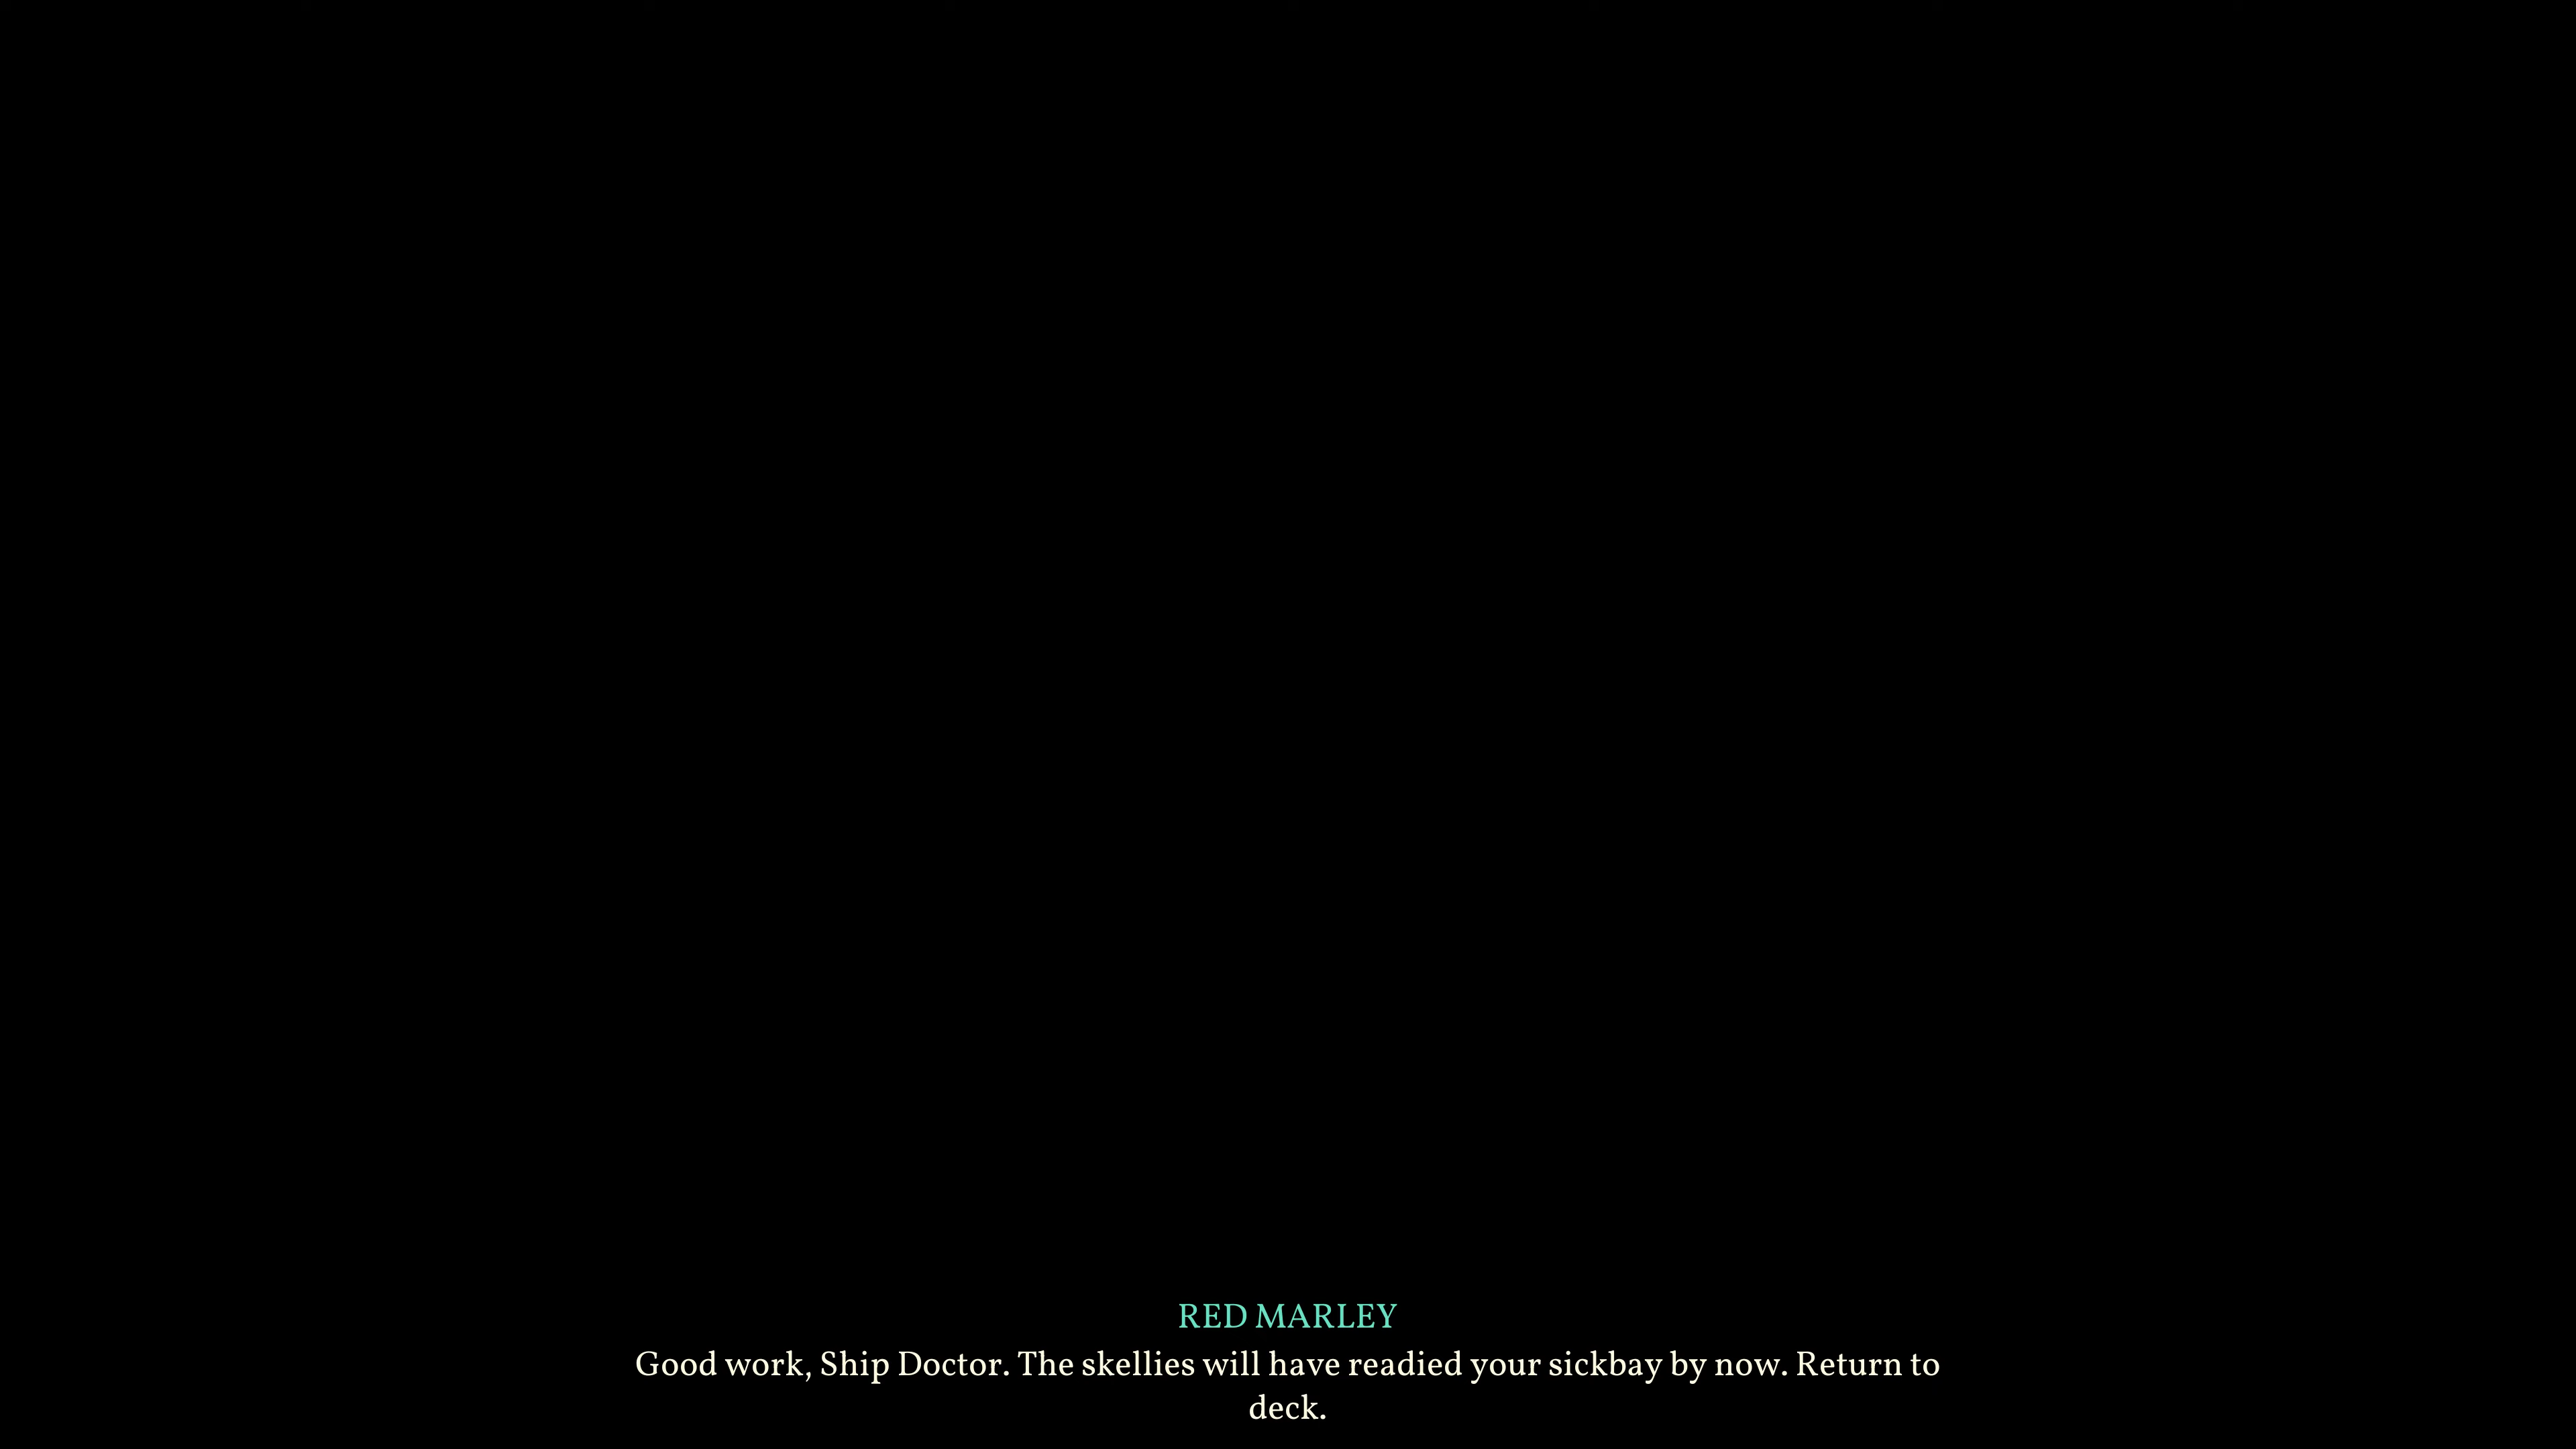 RED MARLEY
Good work, Ship Doctor. The skellies will have readied your sickbay by now. Return to
deck.